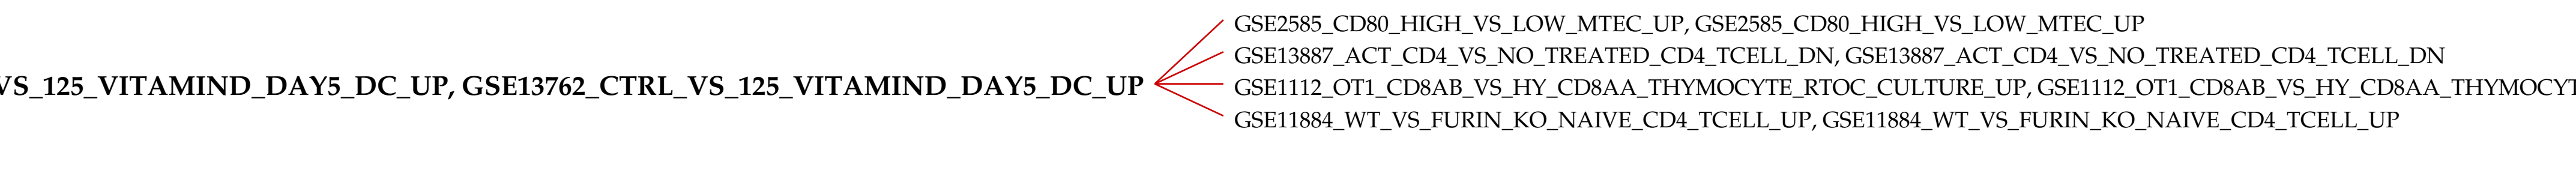 VS_125_VITAMIND_DAY5_DC_UP, GSE13762_CTRL_VS_125_VITAMIND_DAY5_DC_UP
GSE2585_CD80_HIGH_VS_LOW_MTEC_UP, GSE2585_CD80_HIGH_VS_LOW_MTEC_UP
GSE13887_ACT_CD4_VS_NO_TREATED_CD4_TCELL_DN, GSE13887_ACT_CD4_VS_NO_TREATED_CD4_TCELL_DN
GSE1112_OT1_CD8AB_VS_HY_CD8AA_THYMOCYTE_RTOC_CULTURE_UP, GSE1112_OT1_CD8AB_VS_HY_CD8AA_THYMOCYT
GSE11884_WT_VS_FURIN_KO_NAIVE_CD4_TCELL_UP, GSE11884_WT_VS_FURIN_KO_NAIVE_CD4_TCELL_UP